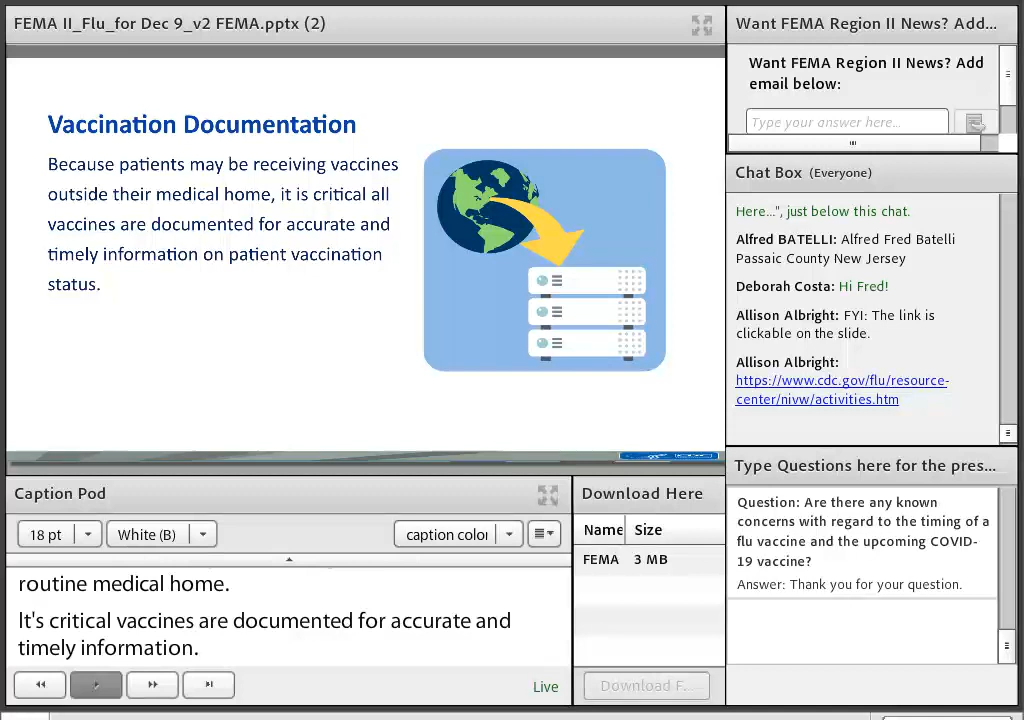 FEMA II_Flu_for Dec 9_v2 FEMA.pptx (2)
Vaccination Documentation
Because patients may be receiving vaccines
outside their medical home, it is critical all
vaccines are documented for accurate and
timely information on patient vaccination
status.
Want FEMA Region II News? Add...
Want FEMA Region II News? Add
email below:
Type your answer here...
Chat Box (Everyone)
Here...", just below this chat.
Alfred BATELLI: Alfred Fred Batelli
Passaic County New Jersey
Deborah Costa: Hi Fred!
Allison Albright: FYI: The link is
clickable on the slide.
Allison Albright:
https://www.cdc.gov/flu/resource-
center/nivw/activities.htm
Type Questions here for the pres...
Question: Are there any known
concerns with regard to the timing of a
flu vaccine and the upcoming COVID-
19 vaccine?
Answer: Thank you for your question.
Caption Pod
18 pt
White (B)
caption color
routine medical home.
It's critical vaccines are documented for accurate and
timely information.
Live
Download Here
Name Size
FEMA 3 MB
Download F...